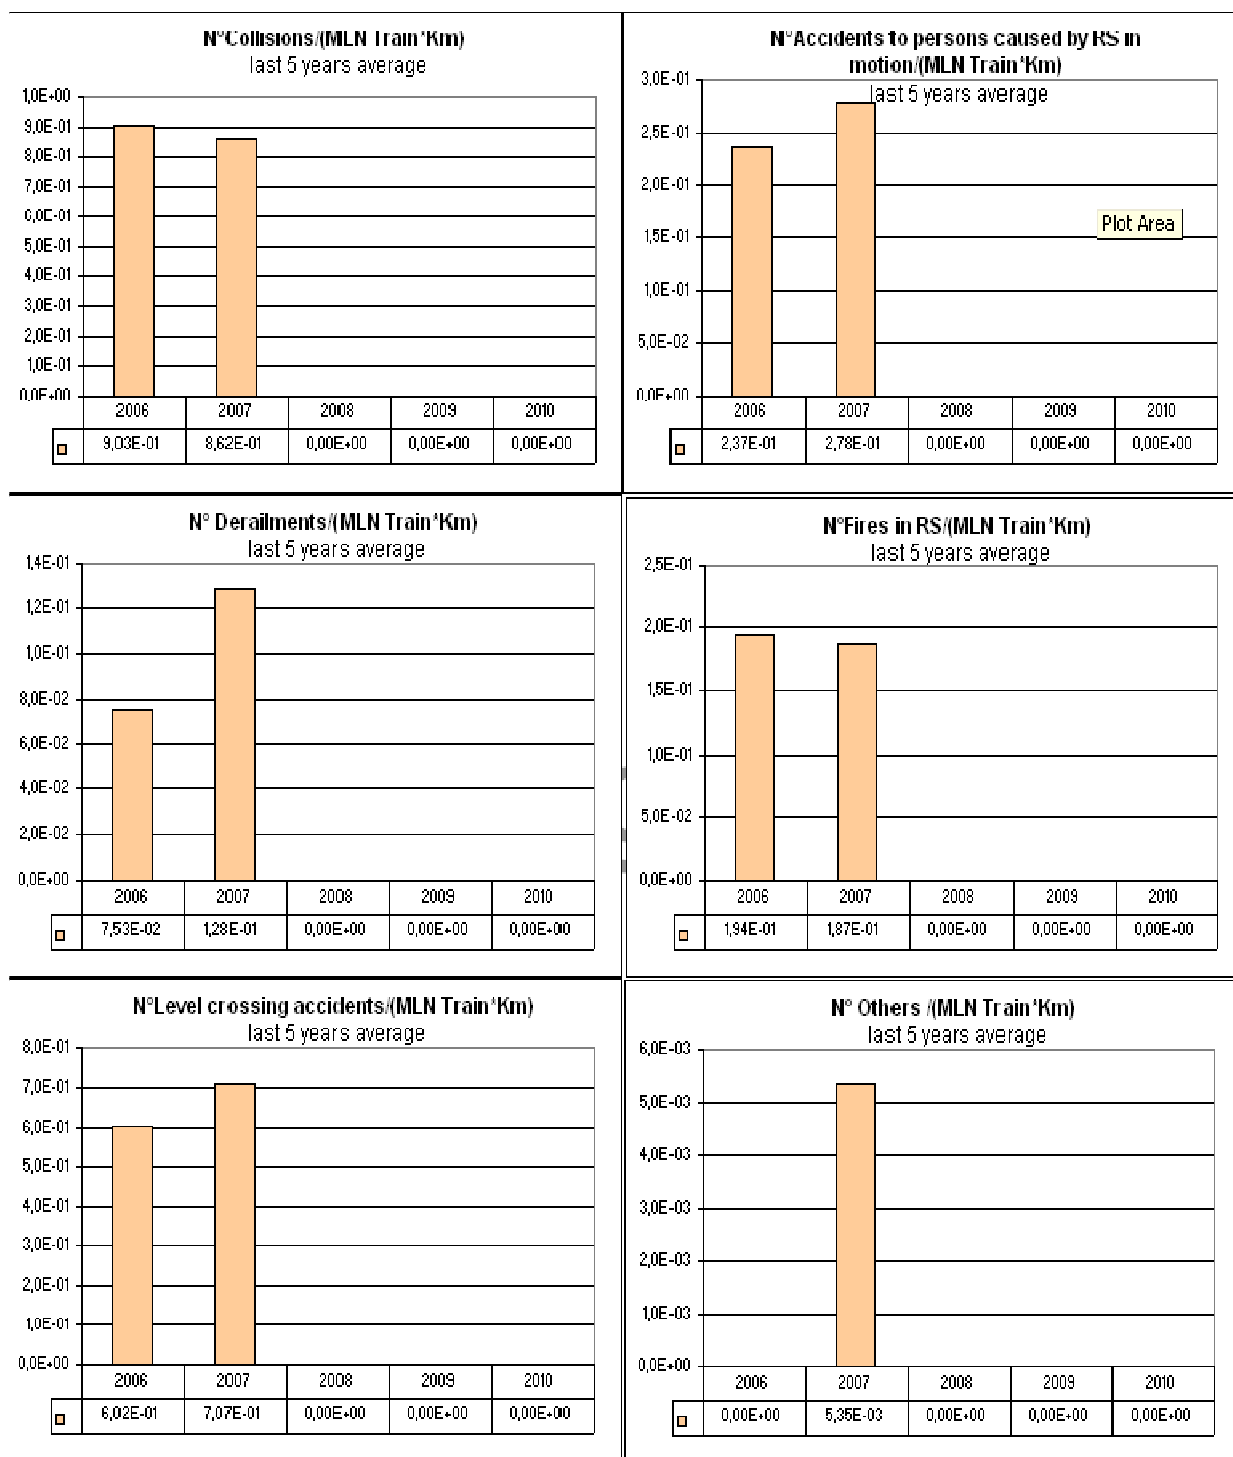 N°Collisions/(MLN Train*Km)
last 5 years average
1,0E+00
9,0E-01
8,0E-01
7,0E-01
6,0E-01
5,0E-01
4,0E-01
3,0E-01
2,0E-01
1,0E-01
0,0E+00
2006 2007 2008 2009 2010
9,03E-01 8,62E-01 0,00E+00 0,00E+00 0,00E+00
N°Accidents to persons caused by RS in
motion/(MLN Train*Km)
last 5 years average
3,0E-01
2,5E-01
2,0E-01
1,5E-01
1,0E-01
5,0E-02
0,0E+00
Plot Area
2006 2007 2008 2009 2010
2,37E-01 2,78E-01 0,00E+00 0,00E+00 0,00E+00
N° Derailments/(MLN Train*Km)
last 5 years average
1,4E-01
1,2E-01
1,0E-01
8,0E-02
6,0E-02
4,0E-02
2,0E-02
0,0E+00
2006 2007 2008 2009 2010
7,53E-02 1,28E-01 0,00E+00 0,00E+00 0,00E+00
N°Fires in RS/(MLN Train*Km)
last 5 years average
2,5E-01
2,0E-01
1,5E-01
1,0E-01
5,0E-02
0,0E+00
2006 2007 2008 2009 2010
1,94E-01 1,87E-01 0,00E+00 0,00E+00 0,00E+00
N°Level crossing accidents/(MLN Train*Km)
last 5 years average
8,0E-01
7,0E-01
6,0E-01
5,0E-01
4,0E-01
3,0E-01
2,0E-01
1,0E-01
0,0E+00
2006 2007 2008 2009 2010
6,02E-01 7,07E-01 0,00E+00 0,00E+00 0,00E+00
N° Others /(MLN Train*Km)
last 5 years average
6,0E-03
5,0E-03
4,0E-03
3,0E-03
2,0E-03
1,0E-03
0,0E+00
2006 2007 2008 2009 2010
0,00E+00 5,35E-03 0,00E+00 0,00E+00 0,00E+00